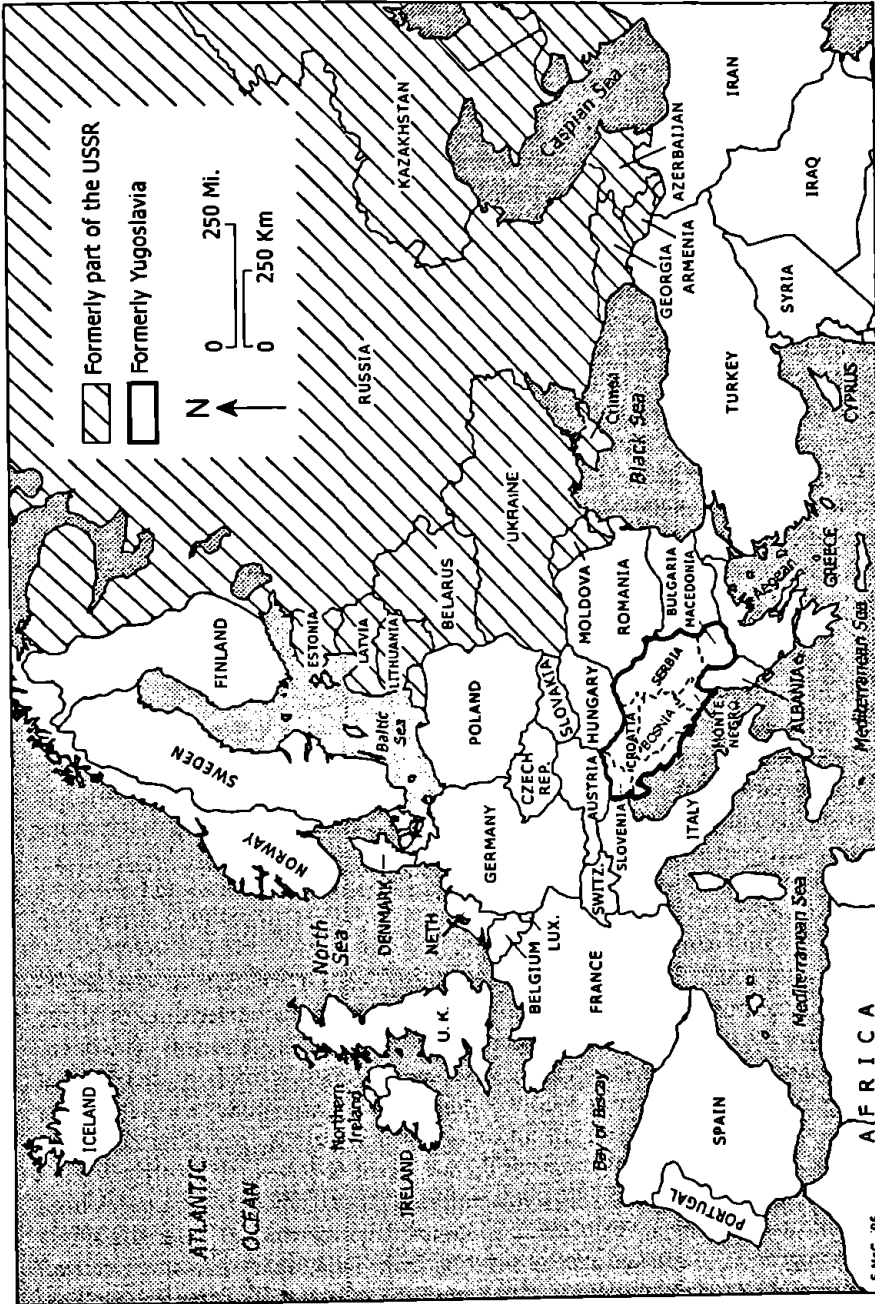 Formerly part of the USSR
Formerly Yugoslavia
N
0
250 Mi.
0
250 Km
ICELAND
ATLANTIC
OCEAN
NORWAY
SWEDEN
FINLAND
RUSSIA
KAZAKHSTAN
ESTONIA
LATVIA
LITHUANIA
Baltic
Sea
North
Sea
DENMARK
Northern
Ireland
IRELAND
U.K.
NETH
BELGIUM
LUX.
GERMANY
POLAND
BELARUS
UKRAINE
CZECH
REP.
SLOVAKIA
FRANCE
SWITZ.
AUSTRIA
HUNGARY
MOLDOVA
ROMANIA
Crimea
Caspian Sea
Bay of Biscay
SLOVENIA
CROATIA
BOSNIA
SERBIA
MONTE
NEGRO
BULGARIA
MACEDONIA
Black Sea
GEORGIA
ARMENIA
AZERBAIJAN
PORTUGAL
SPAIN
ITALY
ALBANIA
GREECE
Aegean
TURKEY
IRAN
Mediterranean Sea
Mediterranean Sea
CYPRUS
SYRIA
IRAQ
AFRICA